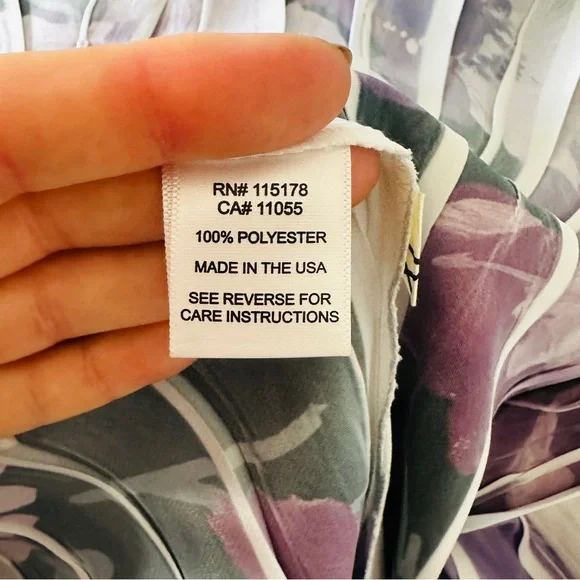 RN# 115178
CA# 11055
100% POLYESTER
MADE IN THE USA
SEE REVERSE FOR
CARE INSTRUCTIONS